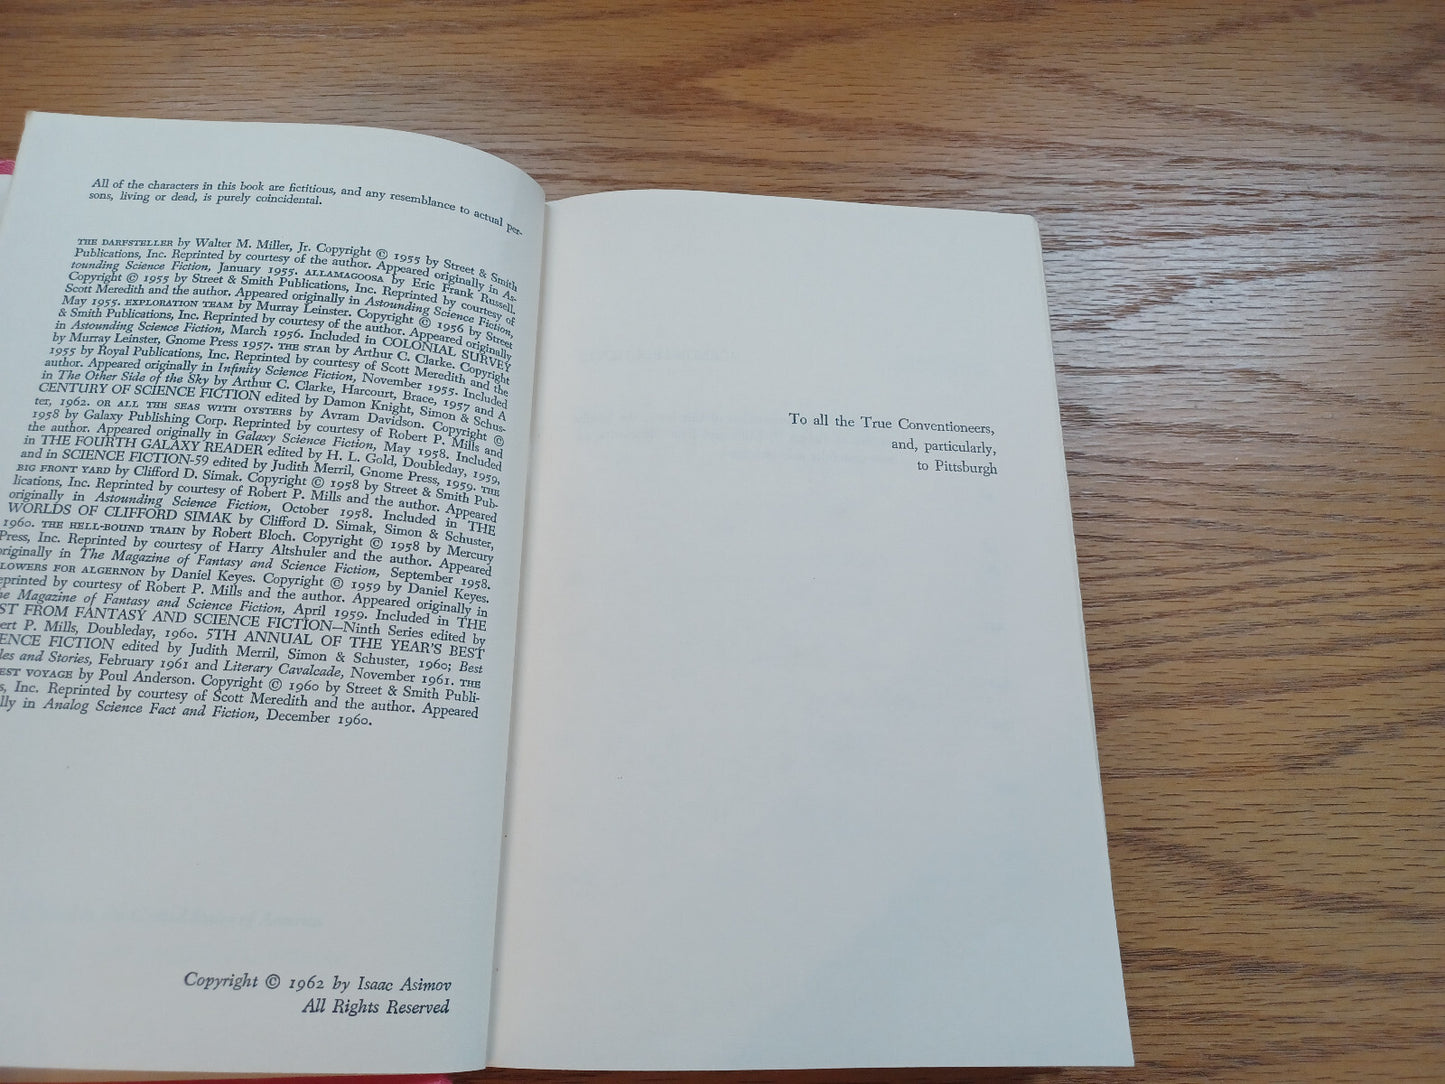 All of the characters in this book are fictitious, and any resemblance to actual per-
sons, living or dead, is purely coincidental.
THE DARFSTELLER by Walter M. Miller, Jr. Copyright © 1955 by Street & Smith
Publications, Inc. Reprinted by courtesy of the author. Appeared originally in As-
tounding Science Fiction, January 1955. ALLAMAGOOSA by Eric Frank Russell.
Copyright © 1955 by Street & Smith Publications, Inc. Reprinted by courtesy of
Scott Meredith and the author. Appeared originally in Astounding Science Fiction,
May 1955. EXPLORATION TEAM by Murray Leinster. Copyright © 1956 by Street
& Smith Publications, Inc. Reprinted by courtesy of the author. Appeared originally
in Astounding Science Fiction, March 1956. Included in COLONIAL SURVEY
by Murray Leinster, Gnome Press 1957. THE STAR by Arthur C. Clarke. Copyright
1955 by Royal Publications, Inc. Reprinted by courtesy of Scott Meredith and the
author. Appeared originally in Infinity Science Fiction, November 1955. Included
in The Other Side of the Sky by Arthur C. Clarke, Harcourt, Brace, 1957 and A
CENTURY OF SCIENCE FICTION edited by Damon Knight, Simon & Schus-
ter, 1962. OR ALL THE SEAS WITH OYSTERS by Avram Davidson. Copyright ©
1958 by Galaxy Publishing Corp. Reprinted by courtesy of Robert P. Mills and
the author. Appeared originally in Galaxy Science Fiction, May 1958. Included
in THE FOURTH GALAXY READER edited by H. L. Gold, Doubleday, 1959,
and in SCIENCE FICTION-59 edited by Judith Merril, Gnome Press, 1959. THE
BIG FRONT YARD by Clifford D. Simak. Copyright © 1958 by Street & Smith Pub-
lications, Inc. Reprinted by courtesy of Robert P. Mills and the author. Appeared
originally in Astounding Science Fiction, October 1958. Included in THE
WORLDS OF CLIFFORD SIMAK by Clifford D. Simak, Simon & Schuster,
1960. THE HELL-BOUND TRAIN by Robert Bloch. Copyright © 1958 by Mercury
Press, Inc. Reprinted by courtesy of Harry Altshuler and the author. Appeared
originally in The Magazine of Fantasy and Science Fiction, September 1958.
LOWERS FOR ALGERNON by Daniel Keyes. Copyright © 1959 by Daniel Keyes.
eprinted by courtesy of Robert P. Mills and the author. Appeared originally in
he Magazine of Fantasy and Science Fiction, April 1959. Included in THE
ST FROM FANTASY AND SCIENCE FICTION—Ninth Series edited by
ert P. Mills, Doubleday, 1960. 5TH ANNUAL OF THE YEAR'S BEST
ENCE FICTION edited by Judith Merril, Simon & Schuster, 1960; Best
les and Stories, February 1961 and Literary Cavalcade, November 1961. THE
EST VOYAGE by Poul Anderson. Copyright © 1960 by Street & Smith Publi-
s, Inc. Reprinted by courtesy of Scott Meredith and the author. Appeared
lly in Analog Science Fact and Fiction, December 1960.
Copyright © 1962 by Isaac Asimov
All Rights Reserved
To all the True Conventioneers,
and, particularly,
to Pittsburgh